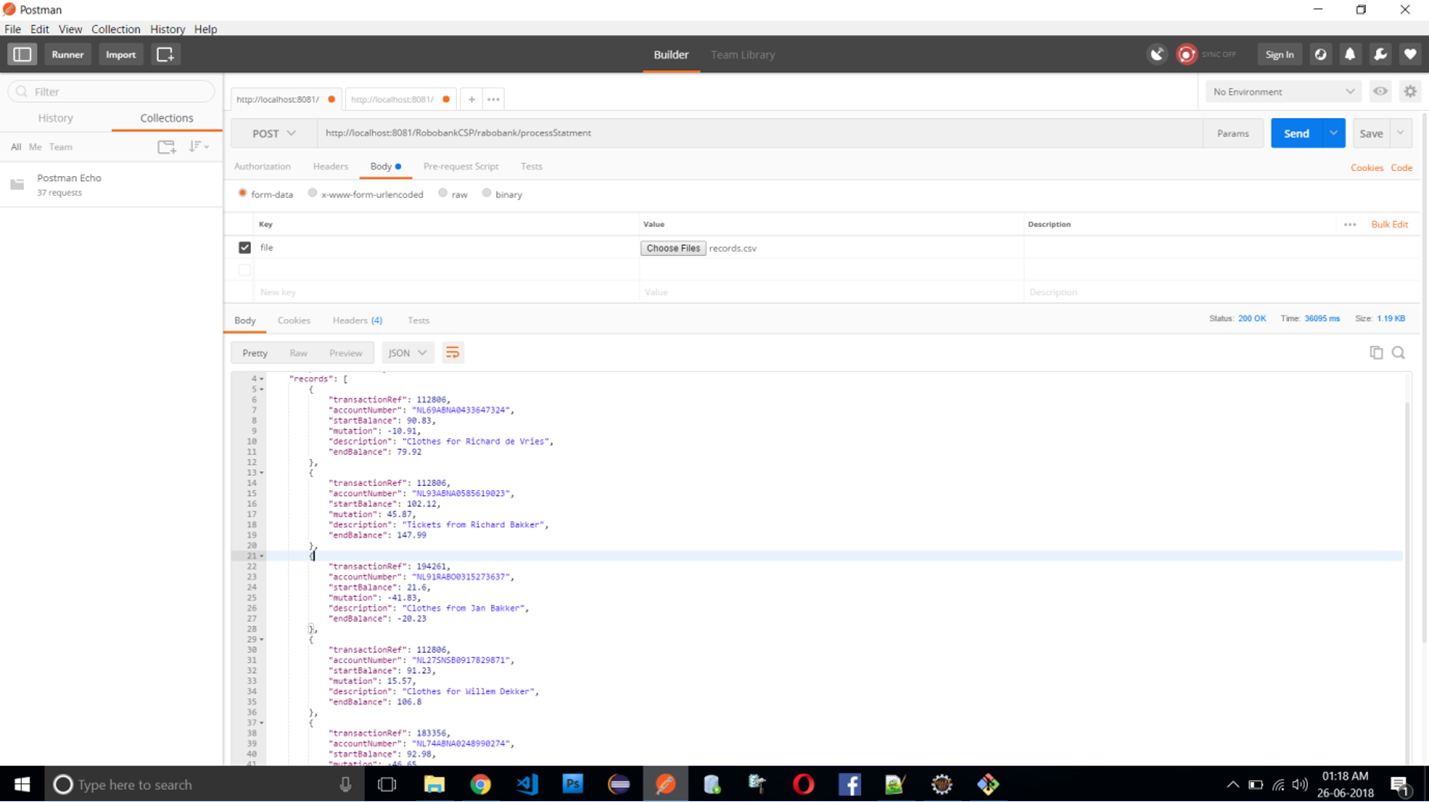 Postman
File Edit View Collection History Help
Runner Import Builder Team Library SYNC OFF Sign In
Filter
History Collections
All Me Team
Postman Echo
37 requests
http://localhost:8081/ http://localhost:8081/ + •••
No Environment
POST http://localhost:8081/RobobankCSP/rabobank/processStatment Params Send Save
Authorization Headers Body Pre-request Script Tests
Cookies Code
form-data x-www-form-urlencoded raw binary
Key Value Description ••• Bulk Edit
file Choose Files records.csv
New key Value Description
Body Cookies Headers (4) Tests Status: 200 OK Time: 36095 ms Size: 1.19 KB
Pretty Raw Preview JSON
4 "records": [
5 {
6 "transactionRef": 112806,
7 "accountNumber": "NL69ABNA0433647324",
8 "startBalance": 90.83,
9 "mutation": -10.91,
10 "description": "Clothes for Richard de Vries",
11 "endBalance": 79.92
12 },
13 {
14 "transactionRef": 112806,
15 "accountNumber": "NL93ABNA0585619023",
16 "startBalance": 102.12,
17 "mutation": 45.87,
18 "description": "Tickets from Richard Bakker",
19 "endBalance": 147.99
20 },
21 {
22 "transactionRef": 194261,
23 "accountNumber": "NL91RABO0315273637",
24 "startBalance": 21.6,
25 "mutation": -41.83,
26 "description": "Clothes from Jan Bakker",
27 "endBalance": -20.23
28 },
29 {
30 "transactionRef": 112806,
31 "accountNumber": "NL27SNSB0917829871",
32 "startBalance": 91.23,
33 "mutation": 15.57,
34 "description": "Clothes for Willem Dekker",
35 "endBalance": 106.8
36 },
37 {
38 "transactionRef": 183356,
39 "accountNumber": "NL74ABNA0248990274",
40 "startBalance": 92.98,
41 "mutation": -46.65
Type here to search
01:18 AM
26-06-2018
1